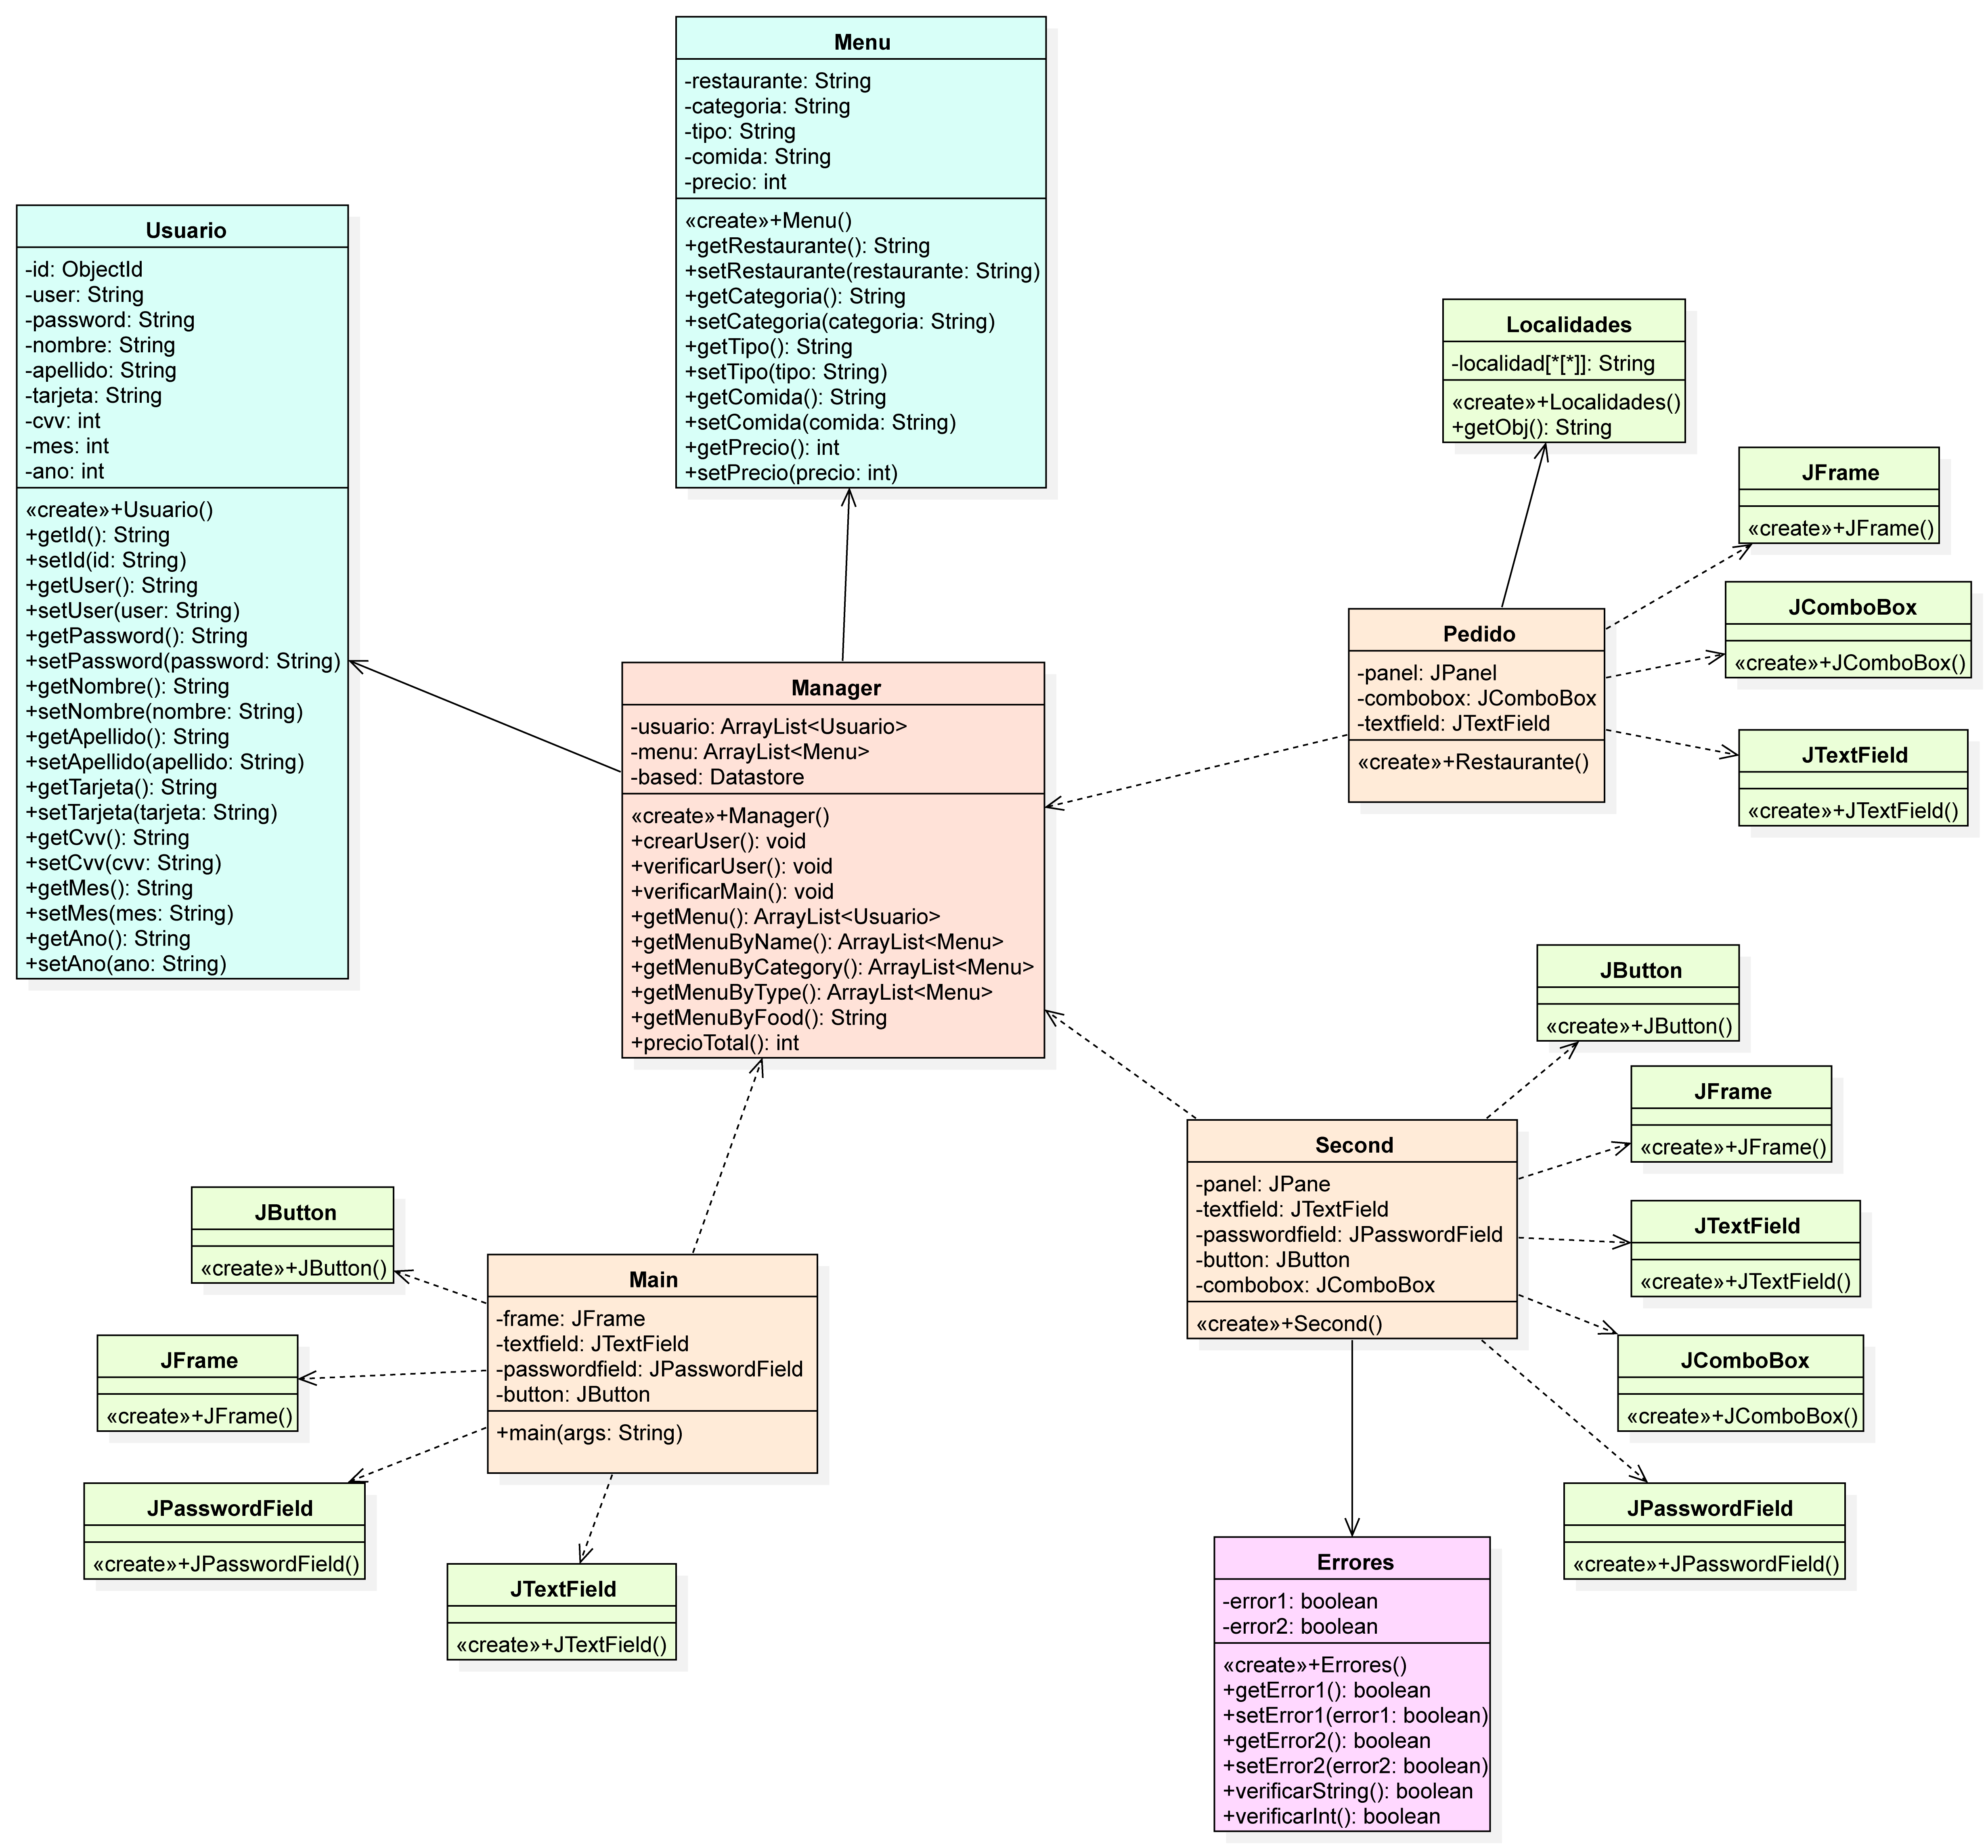 Menu
-restaurante: String
-categoria: String
-tipo: String
-comida: String
-precio: int
«create»+Menu()
+getRestaurante(): String
+setRestaurante(restaurante: String)
+getCategoria(): String
+setCategoria(categoria: String)
+getTipo(): String
+setTipo(tipo: String)
+getComida(): String
+setComida(comida: String)
+getPrecio(): int
+setPrecio(precio: int)
Usuario
-id: ObjectId
-user: String
-password: String
-nombre: String
-apellido: String
-tarjeta: String
-cvv: int
-mes: int
-ano: int
«create»+Usuario()
+getId(): String
+setId(id: String)
+getUser(): String
+setUser(user: String)
+getPassword(): String
+setPassword(password: String)
+getNombre(): String
+setNombre(nombre: String)
+getApellido(): String
+setApellido(apellido: String)
+getTarjeta(): String
+setTarjeta(tarjeta: String)
+getCvv(): String
+setCvv(cvv: String)
+getMes(): String
+setMes(mes: String)
+getAno(): String
+setAno(ano: String)
Localidades
-localidad[*[*]]: String
«create»+Localidades()
+getObj(): String
JFrame
«create»+JFrame()
JComboBox
«create»+JComboBox()
JTextField
«create»+JTextField()
Pedido
-panel: JPanel
-combobox: JComboBox
-textfield: JTextField
«create»+Restaurante()
Manager
-usuario: ArrayList<Usuario>
-menu: ArrayList<Menu>
-based: Datastore
«create»+Manager()
+crearUser(): void
+verificarUser(): void
+verificarMain(): void
+getMenu(): ArrayList<Usuario>
+getMenuByName(): ArrayList<Menu>
+getMenuByCategory(): ArrayList<Menu>
+getMenuByType(): ArrayList<Menu>
+getMenuByFood(): String
+precioTotal(): int
JButton
«create»+JButton()
JFrame
«create»+JFrame()
Second
-panel: JPane
-textfield: JTextField
-passwordfield: JPasswordField
-button: JButton
-combobox: JComboBox
«create»+Second()
JTextField
«create»+JTextField()
JComboBox
«create»+JComboBox()
JPasswordField
«create»+JPasswordField()
JButton
«create»+JButton()
Main
-frame: JFrame
-textfield: JTextField
-passwordfield: JPasswordField
-button: JButton
+main(args: String)
JFrame
«create»+JFrame()
JPasswordField
«create»+JPasswordField()
JTextField
«create»+JTextField()
Errores
-error1: boolean
-error2: boolean
«create»+Errores()
+getError1(): boolean
+setError1(error1: boolean)
+getError2(): boolean
+setError2(error2: boolean)
+verificarString(): boolean
+verificarInt(): boolean